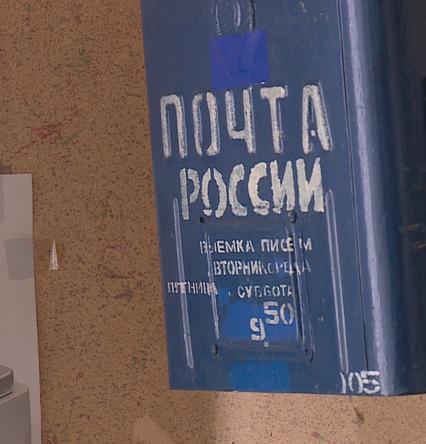 ПОЧТА
РОССИИ
ВЫЕМКА ПИСЕМ
ВТОРНИК СРЕДА
ПЯТНИЦА СУББОТА
9 50
105